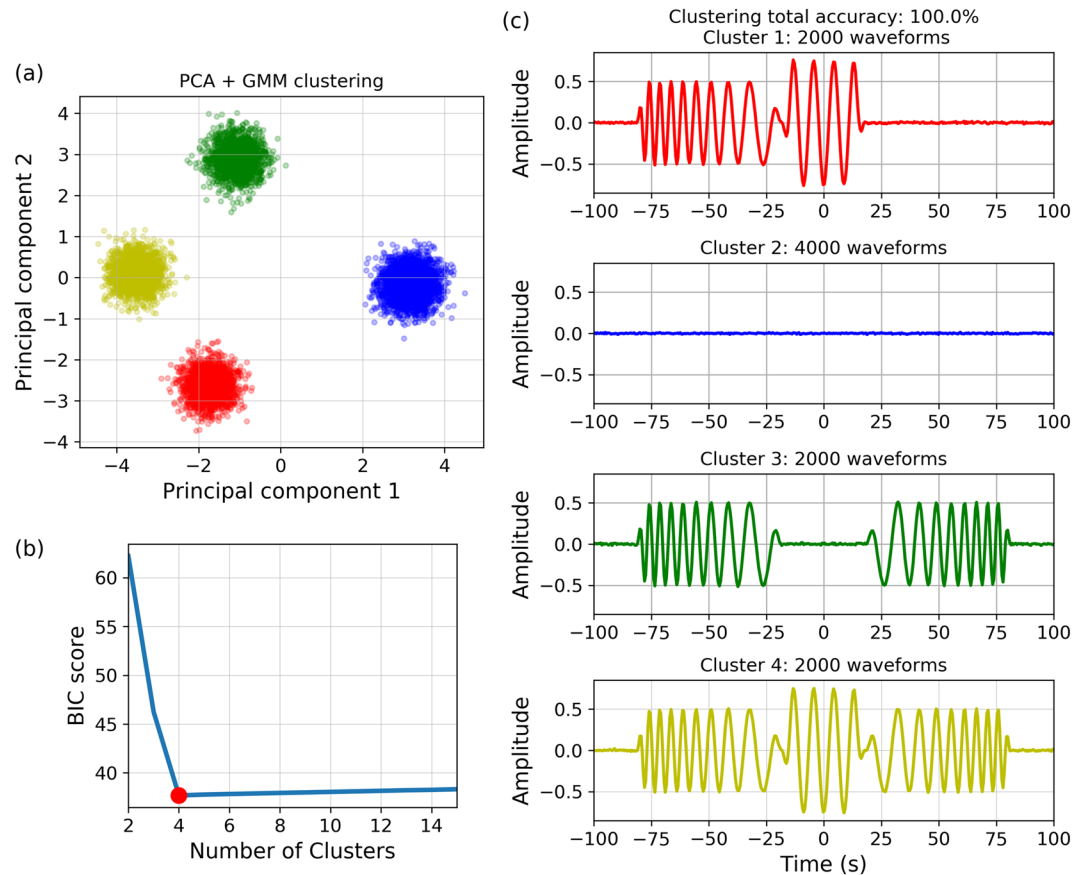 (a)
PCA + GMM clustering
4
3
2
1
0
−1
−2
−3
−4
Principal component 2
−4 −2 0 2 4
Principal component 1
(b)
60
55
50
45
40
BIC score
2 4 6 8 10 12 14
Number of Clusters
(c)
Clustering total accuracy: 100.0%
Cluster 1: 2000 waveforms
0.5
0.0
−0.5
Amplitude
−100 −75 −50 −25 0 25 50 75 100
Cluster 2: 4000 waveforms
0.5
0.0
−0.5
Amplitude
−100 −75 −50 −25 0 25 50 75 100
Cluster 3: 2000 waveforms
0.5
0.0
−0.5
Amplitude
−100 −75 −50 −25 0 25 50 75 100
Cluster 4: 2000 waveforms
0.5
0.0
−0.5
Amplitude
−100 −75 −50 −25 0 25 50 75 100
Time (s)